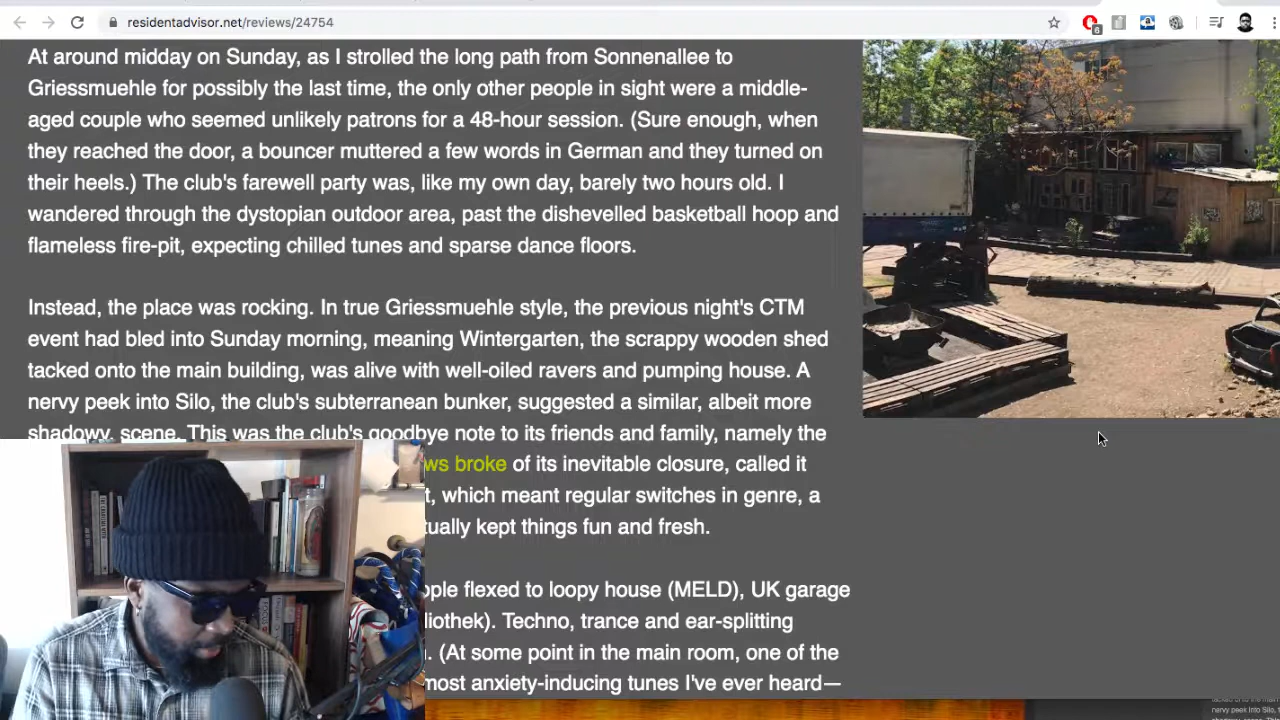 residentadvisor.net/reviews/24754
6
At around midday on Sunday, as I strolled the long path from Sonnenallee to
Griessmuehle for possibly the last time, the only other people in sight were a middle-
aged couple who seemed unlikely patrons for a 48-hour session. (Sure enough, when
they reached the door, a bouncer muttered a few words in German and they turned on
their heels.) The club's farewell party was, like my own day, barely two hours old. I
wandered through the dystopian outdoor area, past the dishevelled basketball hoop and
flameless fire-pit, expecting chilled tunes and sparse dance floors.
Instead, the place was rocking. In true Griessmuehle style, the previous night's CTM
event had bled into Sunday morning, meaning Wintergarten, the scrappy wooden shed
tacked onto the main building, was alive with well-oiled ravers and pumping house. A
nervy peek into Silo, the club's subterranean bunker, suggested a similar, albeit more
shadowy, scene. This was the club's goodbye note to its friends and family, namely the
ws broke of its inevitable closure, called it
t, which meant regular switches in genre, a
tually kept things fun and fresh.
ople flexed to loopy house (MELD), UK garage
liothek). Techno, trance and ear-splitting
. (At some point in the main room, one of the
most anxiety-inducing tunes I've ever heard—